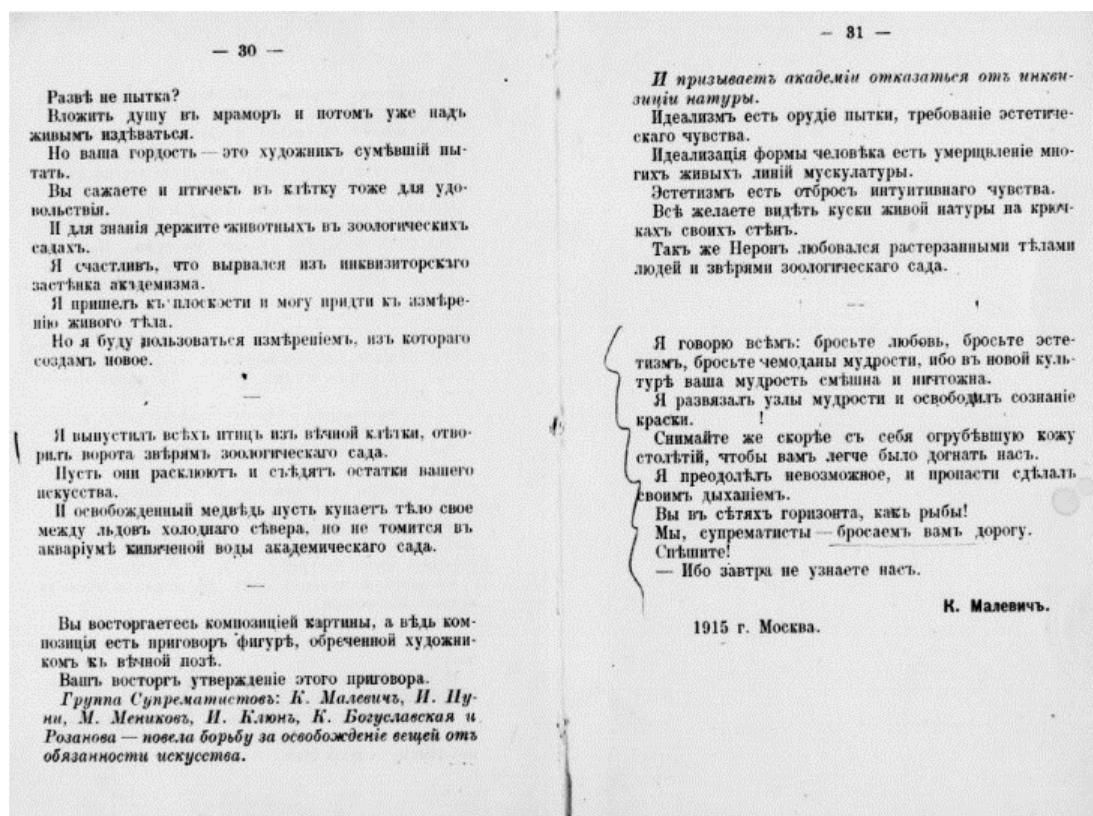 — 30 —
Развѣ не пытка?
Вложить душу въ мраморъ и потомъ уже надъ
живымъ издѣваться.
Но ваша гордость — это художникъ сумѣвшій пы-
тать.
Вы сажаете и птичекъ въ клѣтку тоже для удо-
вольствія.
И для знанія держите животныхъ въ зоологическихъ
садахъ.
Я счастливъ, что вырвался изъ инквизиторскаго
застѣнка академизма.
Я пришелъ къ плоскости и могу придти къ измѣре-
нію живого тѣла.
Но я буду пользоваться измѣреніемъ, изъ котораго
создамъ новое.
—
Я выпустилъ всѣхъ птицъ изъ вѣчной клѣтки, отво-
рилъ ворота звѣрямъ зоологическаго сада.
Пусть они расклюютъ и съѣдятъ остатки вашего
искусства.
И освобожденный медвѣдь пусть купаетъ тѣло свое
между льдовъ холоднаго сѣвера, но не томится въ
акваріумѣ кипяченой воды академическаго сада.
—
Вы восторгаетесь композиціей картины, а вѣдь ком-
позиція есть приговоръ фигурѣ, обреченной художни-
комъ къ вѣчной позѣ.
Вашъ восторгъ утвержденіе этого приговора.
Группа Супрематистовъ: К. Малевичъ, И. Пу-
ни, М. Мениковъ, И. Клюнъ, К. Богуславская и
Розанова — повела борьбу за освобожденіе вещей отъ
обязанности искусства.
— 31 —
И призываетъ академіи отказаться отъ инкви-
зиціи натуры.
Идеализмъ есть орудіе пытки, требованіе эстетиче-
скаго чувства.
Идеализація формы человѣка есть умерщвленіе мно-
гихъ живыхъ линій мускулатуры.
Эстетизмъ есть отбросъ интуитивнаго чувства.
Всѣ желаете видѣть куски живой натуры на крюч-
кахъ своихъ стѣнъ.
Такъ же Неронъ любовался растерзанными тѣлами
людей и звѣрями зоологическаго сада.
—
Я говорю всѣмъ: бросьте любовь, бросьте эсте-
тизмъ, бросьте чемоданы мудрости, ибо въ новой куль-
турѣ ваша мудрость смѣшна и ничтожна.
Я развязалъ узлы мудрости и освободилъ сознаніе
краски. !
Снимайте же скорѣе съ себя огрубѣвшую кожу
столѣтій, чтобы вамъ легче было догнать насъ.
Я преодолѣлъ невозможное, и пропасти сдѣлалъ
своимъ дыханіемъ.
Вы въ сѣтяхъ горизонта, какъ рыбы!
Мы, супрематисты — бросаемъ вамъ дорогу.
Спѣшите!
— Ибо завтра не узнаете насъ.
К. Малевичъ.
1915 г. Москва.